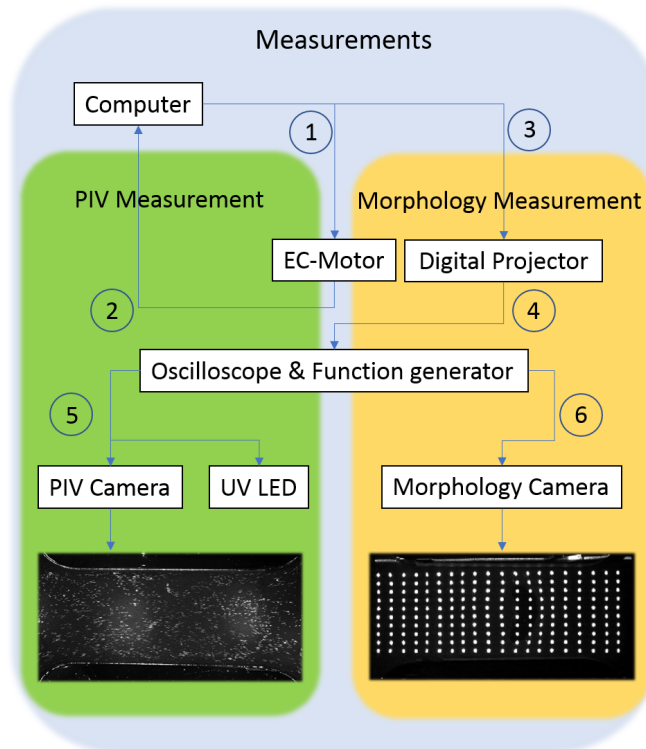 Measurements
Computer
1
3
PIV Measurement
Morphology Measurement
EC-Motor
Digital Projector
2
4
Oscilloscope & Function generator
5
6
PIV Camera
UV LED
Morphology Camera